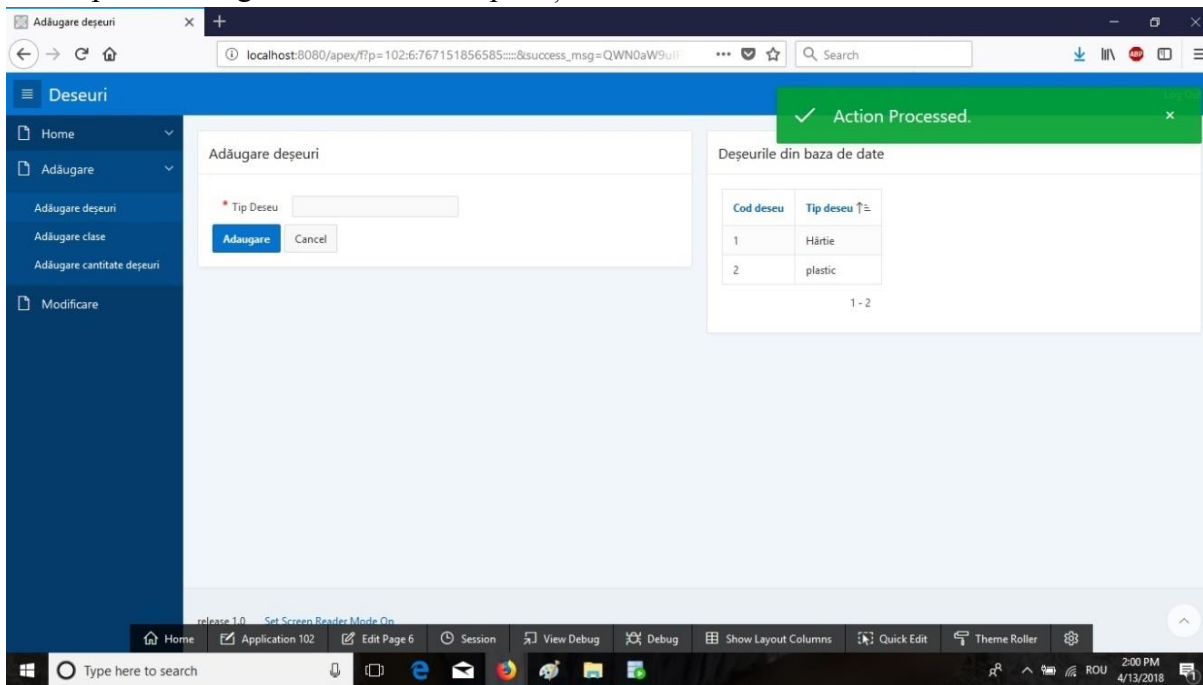 Adăugare deșeuri
localhost:8080/apex/f?p=102:6:767151856585:::::&success_msg=QWN0aW9uIF
Search
Deseuri
Log Out
Action Processed.
Home
Adăugare
Adăugare deșeuri
Adăugare clase
Adăugare cantitate deșeuri
Modificare
Adăugare deșeuri
* Tip Deseu
Adaugare Cancel
Deșeurile din baza de date
Cod deseu Tip deseu
1 Hârtie
2 plastic
1 - 2
release 1.0 Set Screen Reader Mode On
Home Application 102 Edit Page 6 Session View Debug Debug Show Layout Columns Quick Edit Theme Roller
Type here to search
ROU
2:00 PM
4/13/2018